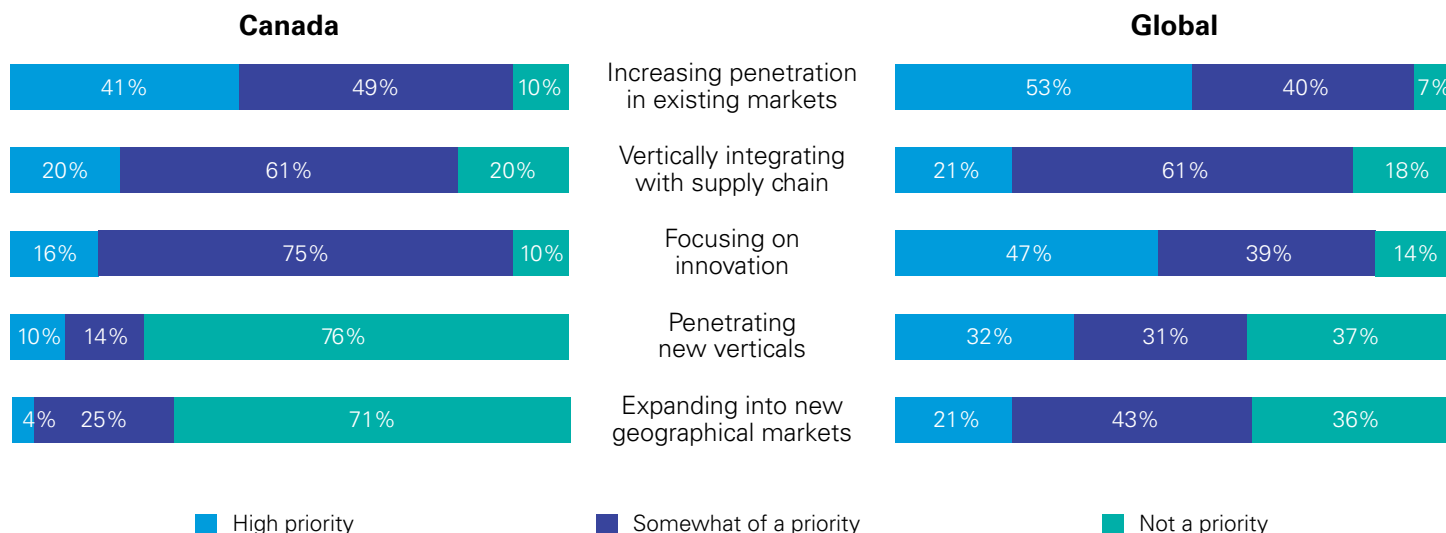 Canada
Global
41% 49% 10%
Increasing penetration
in existing markets
53% 40% 7%
20% 61% 20%
Vertically integrating
with supply chain
21% 61% 18%
16% 75% 10%
Focusing on
innovation
47% 39% 14%
10% 14% 76%
Penetrating
new verticals
32% 31% 37%
4% 25% 71%
Expanding into new
geographical markets
21% 43% 36%
High priority
Somewhat of a priority
Not a priority